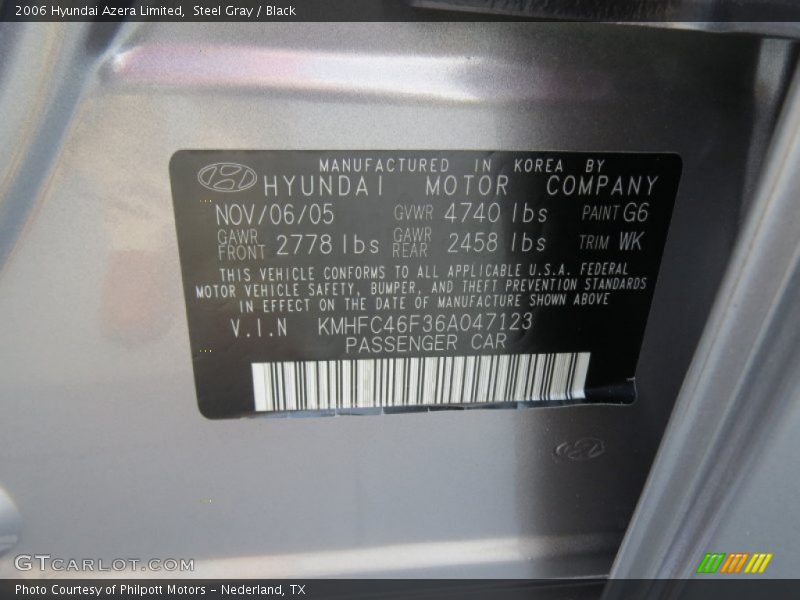 2006 Hyundai Azera Limited, Steel Gray / Black
MANUFACTURED IN KOREA BY
HYUNDAI MOTOR COMPANY
NOV/06/05 GVWR 4740 lbs PAINT G6
GAWR FRONT 2778 lbs GAWR REAR 2458 lbs TRIM WK
THIS VEHICLE CONFORMS TO ALL APPLICABLE U.S.A. FEDERAL
MOTOR VEHICLE SAFETY, BUMPER, AND THEFT PREVENTION STANDARDS
IN EFFECT ON THE DATE OF MANUFACTURE SHOWN ABOVE
V.I.N KMHFC46F36A047123
PASSENGER CAR
GTCARLOT.COM
Photo Courtesy of Philpott Motors - Nederland, TX